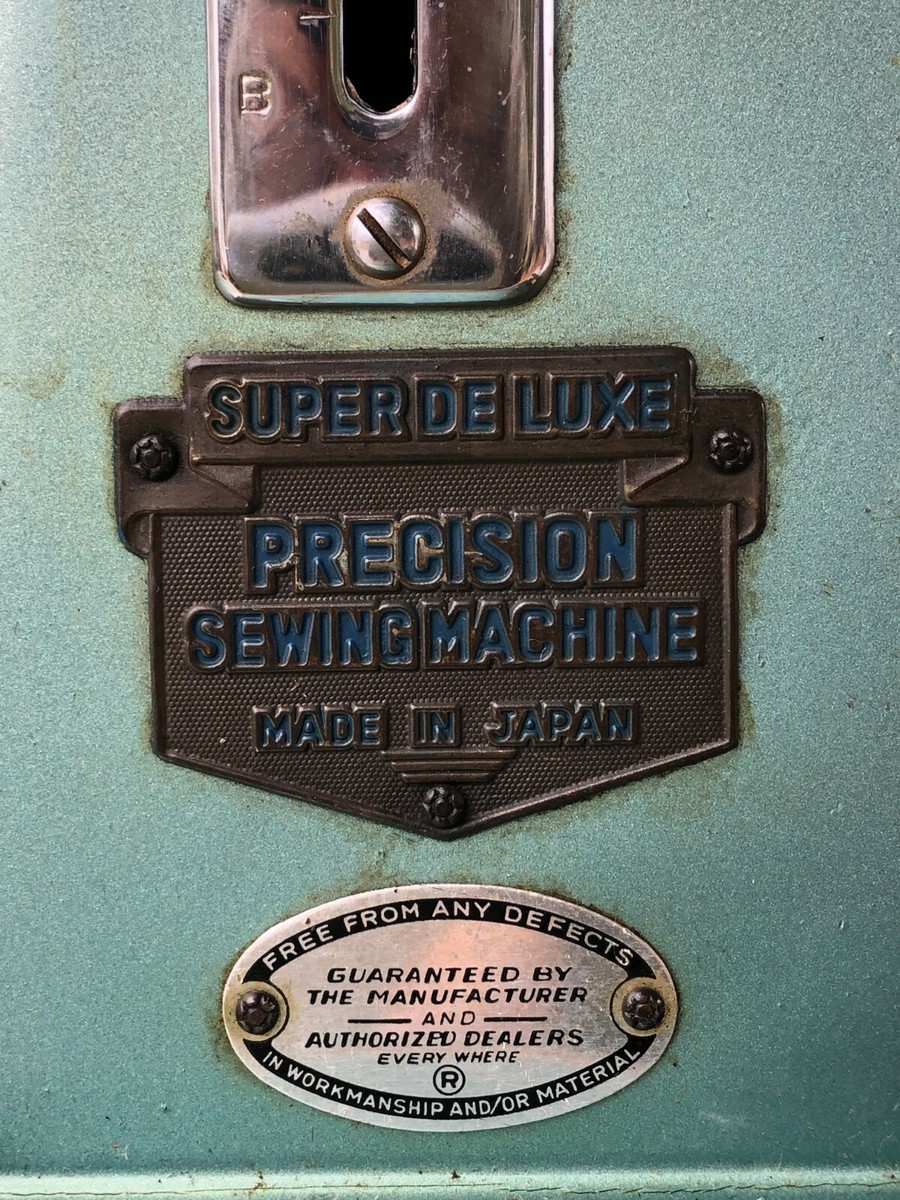 B
SUPER DE LUXE
PRECISION
SEWING MACHINE
MADE IN JAPAN
FREE FROM ANY DEFECTS
GUARANTEED BY
THE MANUFACTURER
AND
AUTHORIZED DEALERS
EVERY WHERE
®
IN WORKMANSHIP AND/OR MATERIAL